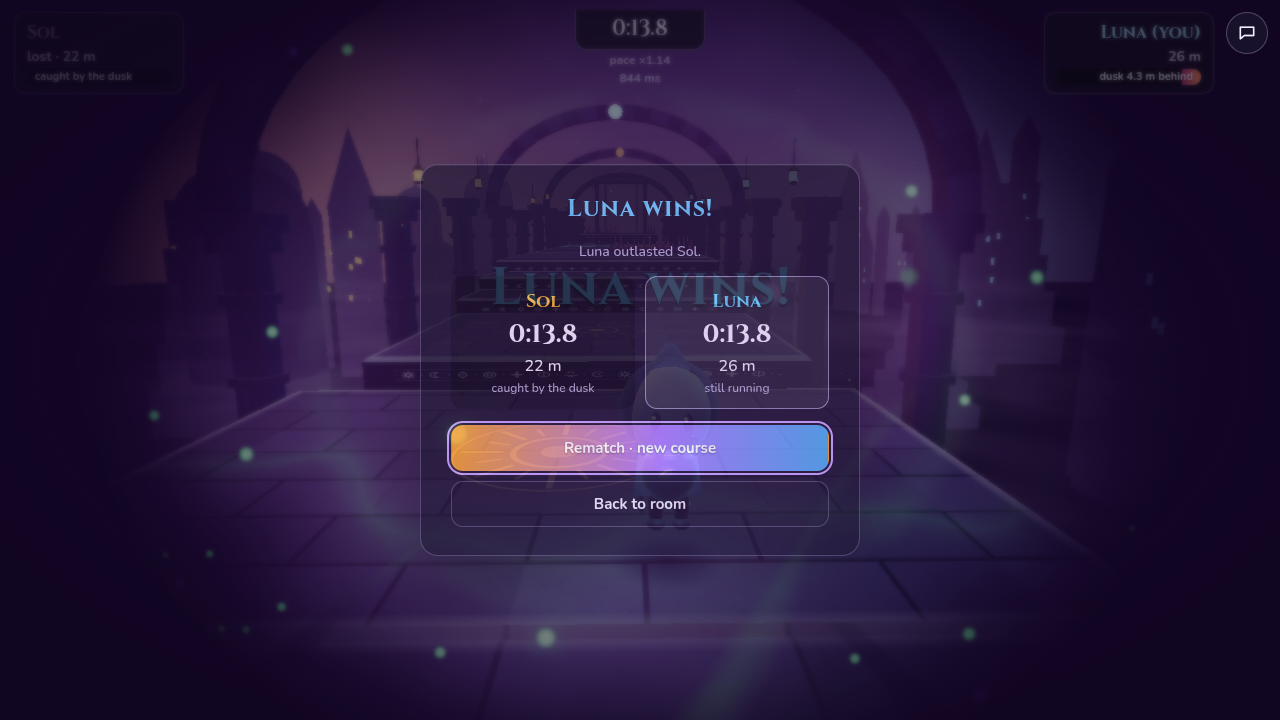 Sol
lost · 22 m
caught by the dusk
0:13.8
pace ×1.14
844 ms
Luna (you)
26 m
dusk 4.3 m behind
Luna wins!
Luna outlasted Sol.
Luna wins!
Sol
0:13.8
22 m
caught by the dusk
Luna
0:13.8
26 m
still running
Rematch · new course
Back to room